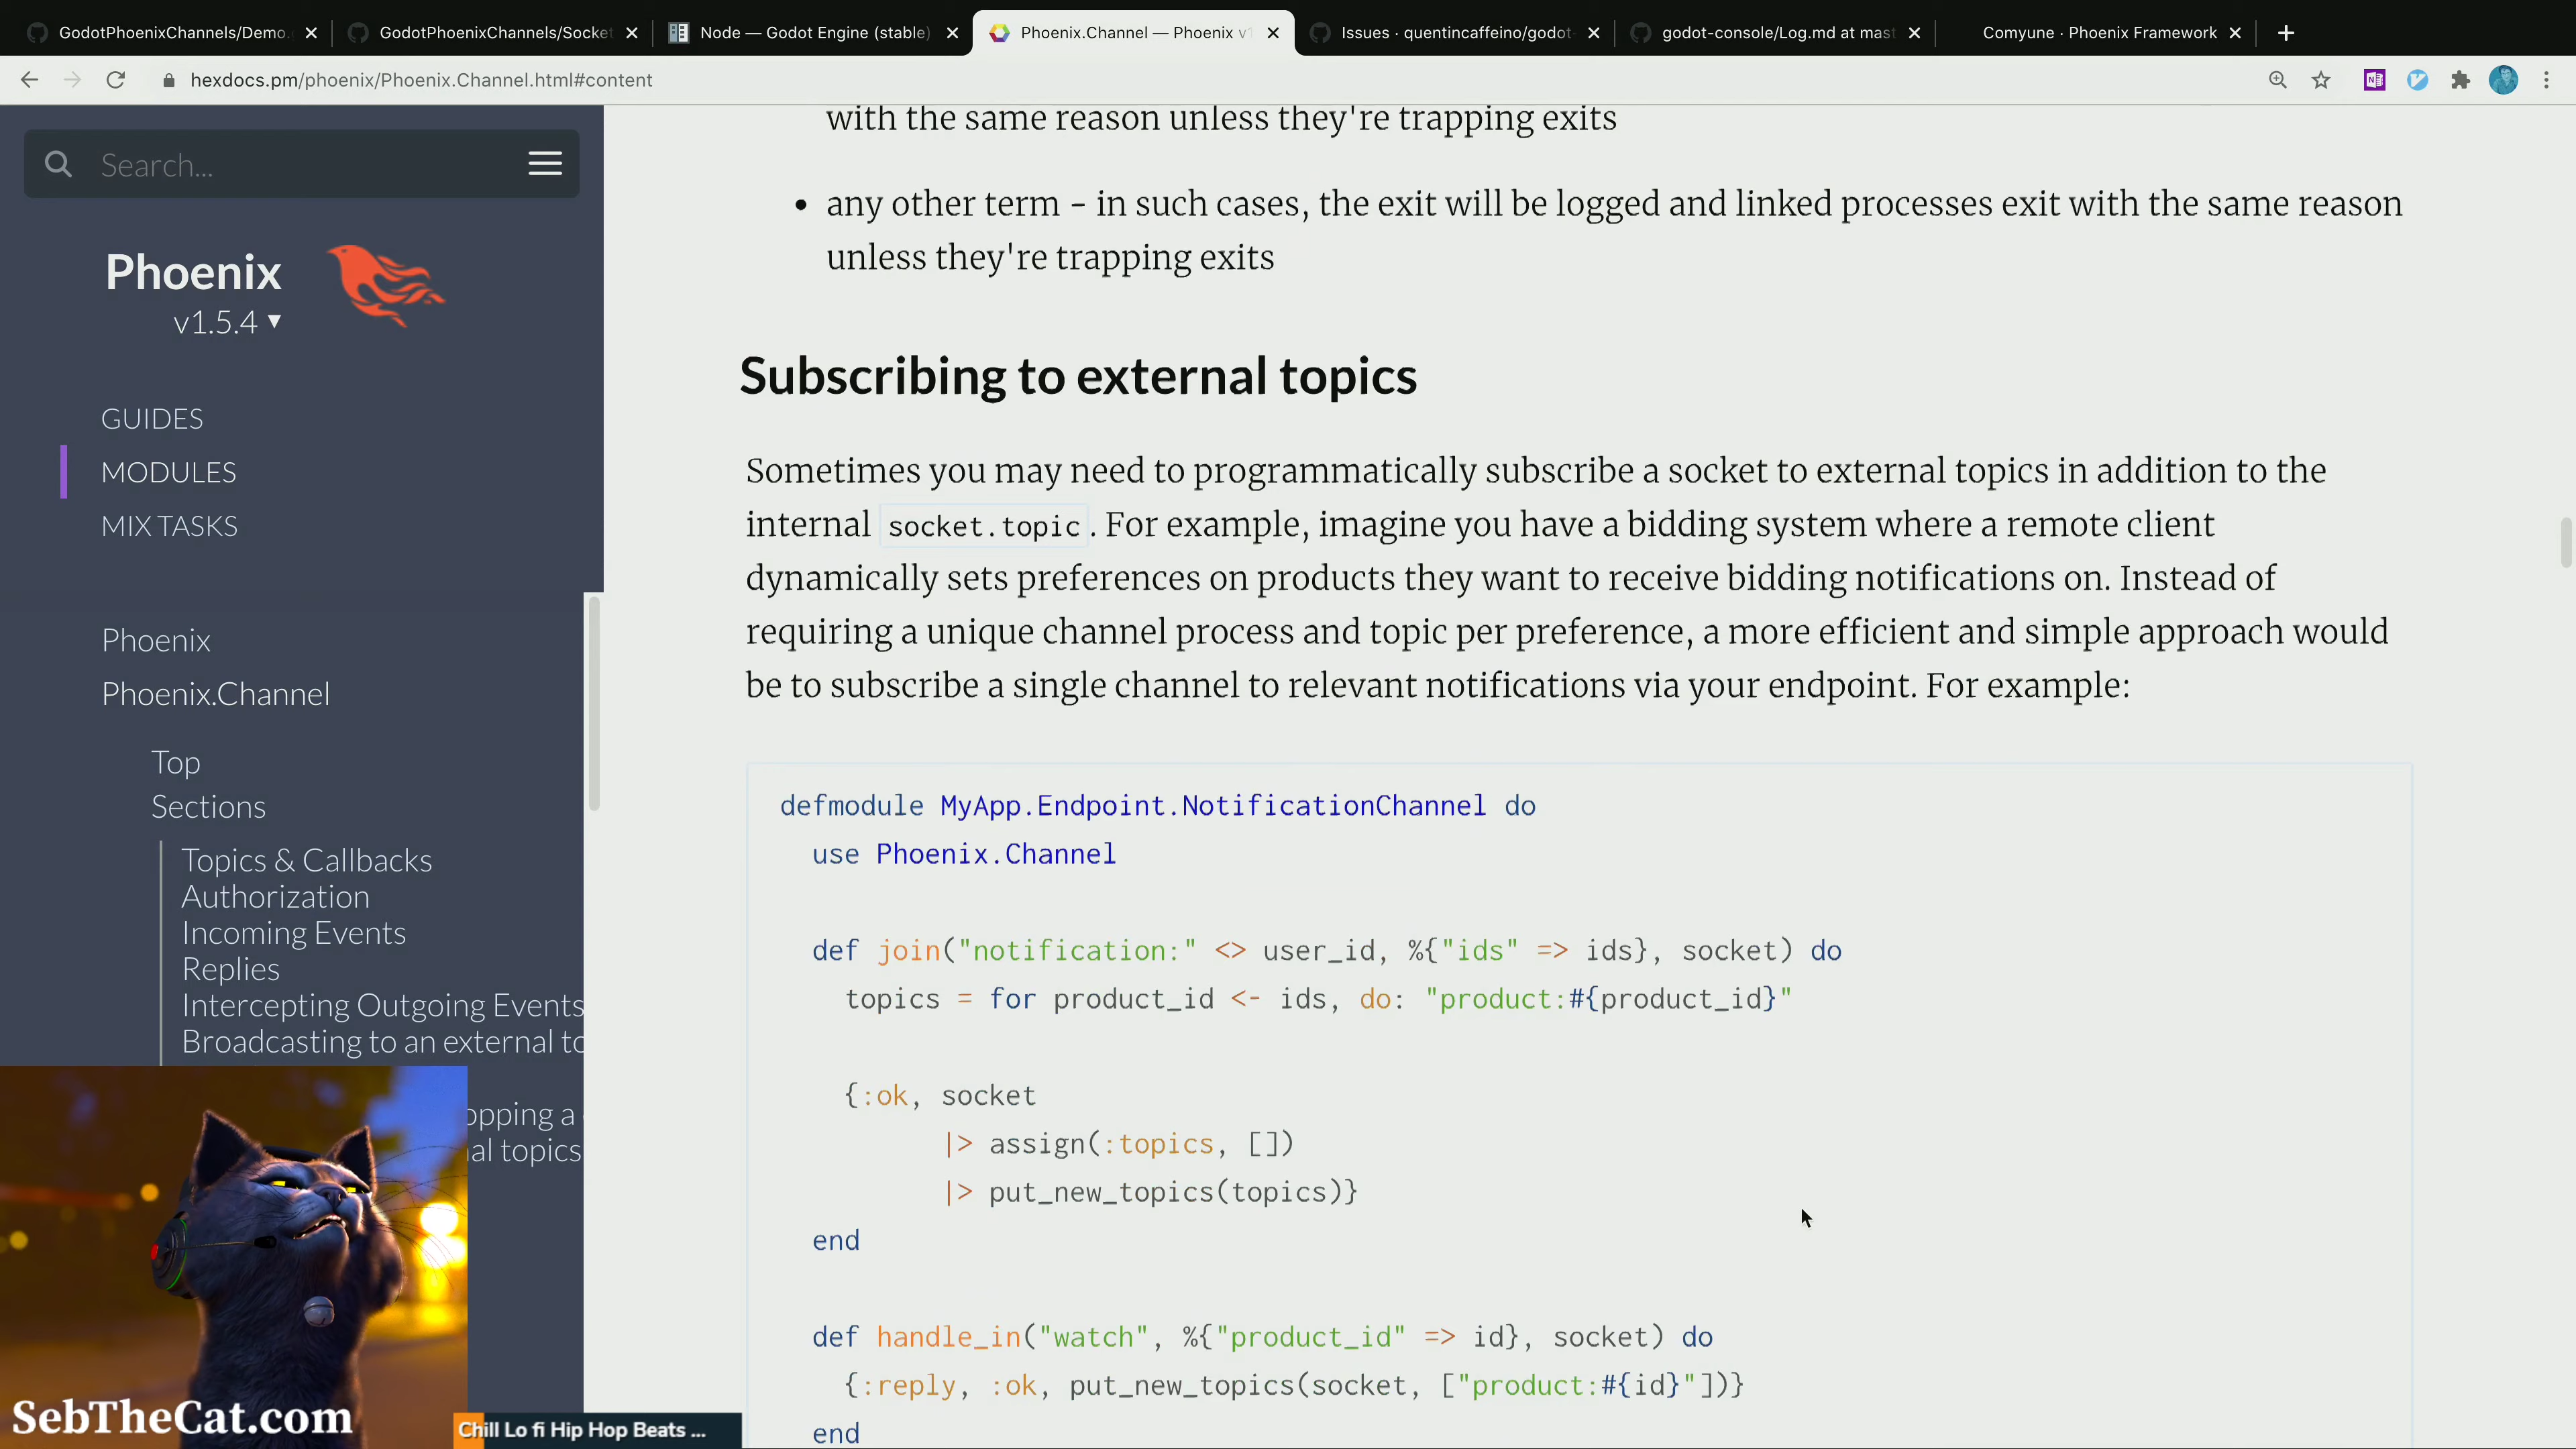 GodotPhoenixChannels/Demo.
GodotPhoenixChannels/Socket
Node — Godot Engine (stable)
Phoenix.Channel — Phoenix v1
Issues · quentincaffeino/godot-
godot-console/Log.md at mast
Comyune · Phoenix Framework
hexdocs.pm/phoenix/Phoenix.Channel.html#content
Search...
Phoenix
v1.5.4
GUIDES
MODULES
MIX TASKS
Phoenix
Phoenix.Channel
Top
Sections
Topics & Callbacks
Authorization
Incoming Events
Replies
Intercepting Outgoing Events
Broadcasting to an external to
opping a
al topics
SebTheCat.com
Chill Lo fi Hip Hop Beats ...
with the same reason unless they're trapping exits
• any other term - in such cases, the exit will be logged and linked processes exit with the same reason
unless they're trapping exits
Subscribing to external topics
Sometimes you may need to programmatically subscribe a socket to external topics in addition to the
internal socket.topic. For example, imagine you have a bidding system where a remote client
dynamically sets preferences on products they want to receive bidding notifications on. Instead of
requiring a unique channel process and topic per preference, a more efficient and simple approach would
be to subscribe a single channel to relevant notifications via your endpoint. For example:
defmodule MyApp.Endpoint.NotificationChannel do
use Phoenix.Channel
def join("notification:" <> user_id, %{"ids" => ids}, socket) do
topics = for product_id <- ids, do: "product:#{product_id}"
{:ok, socket
|> assign(:topics, [])
|> put_new_topics(topics)}
end
def handle_in("watch", %{"product_id" => id}, socket) do
{:reply, :ok, put_new_topics(socket, ["product:#{id}"])}
end